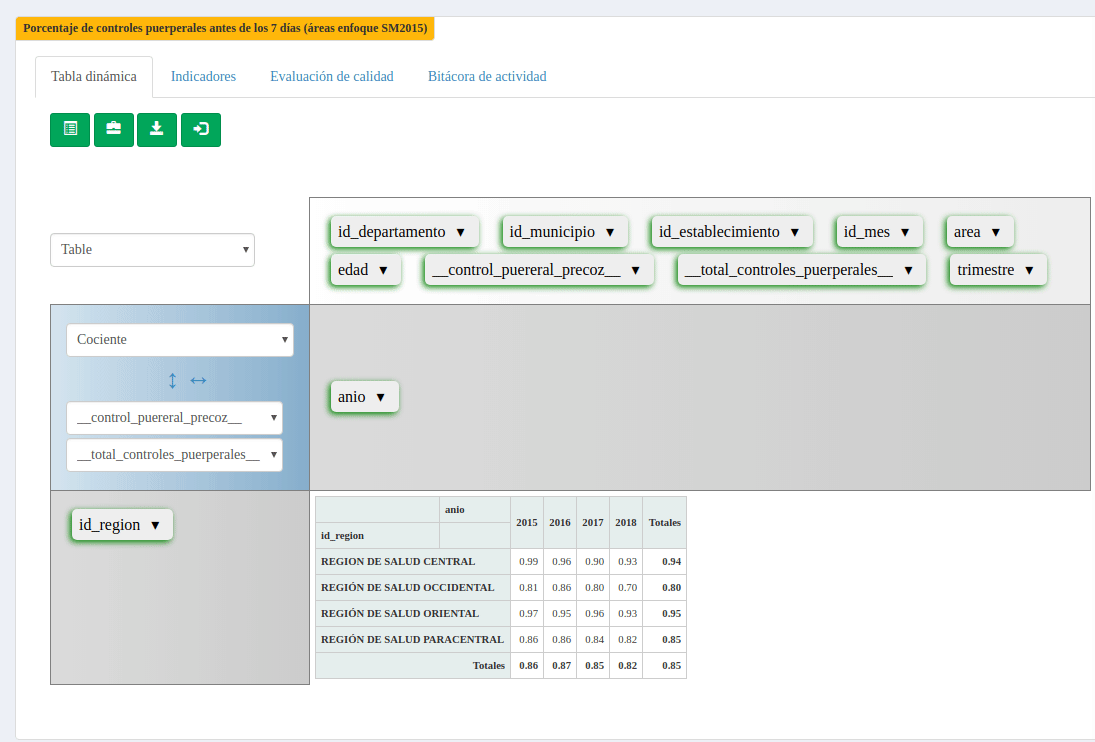 Porcentaje de controles puerperales antes de los 7 días (áreas enfoque SM2015)
Tabla dinámica Indicadores Evaluación de calidad Bitácora de actividad
Table ▾
id_departamento ▼ id_municipio ▼ id_establecimiento ▼ id_mes ▼ area ▼
edad ▼ __control_puereral_precoz__ ▼ __total_controles_puerperales__ ▼ trimestre ▼
Cociente ▾
↕ ↔
__control_puereral_precoz__ ▾
__total_controles_puerperales__ ▾
anio ▼
id_region ▼
anio 2015 2016 2017 2018 Totales
id_region
REGION DE SALUD CENTRAL 0.99 0.96 0.90 0.93 0.94
REGIÓN DE SALUD OCCIDENTAL 0.81 0.86 0.80 0.70 0.80
REGIÓN DE SALUD ORIENTAL 0.97 0.95 0.96 0.93 0.95
REGIÓN DE SALUD PARACENTRAL 0.86 0.86 0.84 0.82 0.85
Totales 0.86 0.87 0.85 0.82 0.85